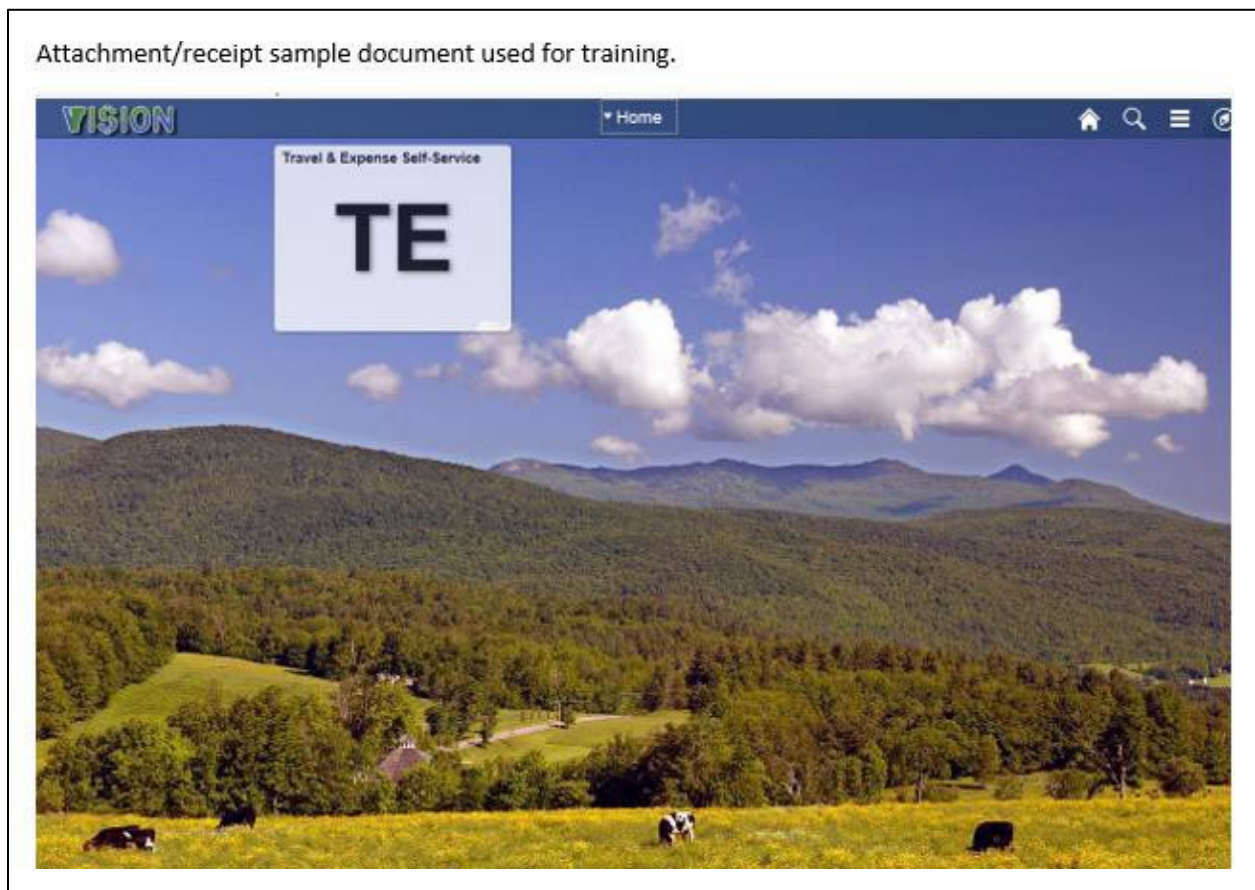 Attachment/receipt sample document used for training.
VISION
Home
Travel & Expense Self-Service
TE